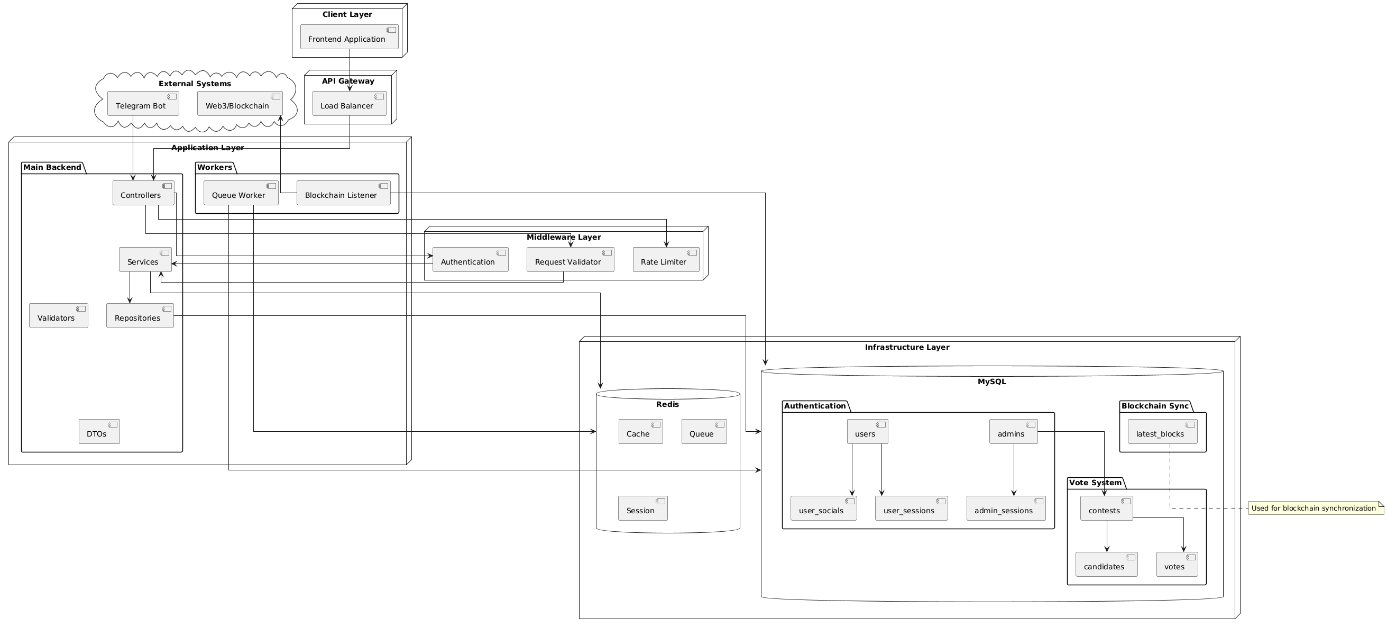 Client Layer
Frontend Application
External Systems
Telegram Bot
Web3/Blockchain
API Gateway
Load Balancer
Application Layer
Main Backend
Controllers
Services
Validators
Repositories
DTOs
Workers
Queue Worker
Blockchain Listener
Middleware Layer
Authentication
Request Validator
Rate Limiter
Infrastructure Layer
Redis
Cache
Queue
Session
MySQL
Authentication
users
admins
user_socials
user_sessions
admin_sessions
Blockchain Sync
latest_blocks
Vote System
contests
candidates
votes
Used for blockchain synchronization